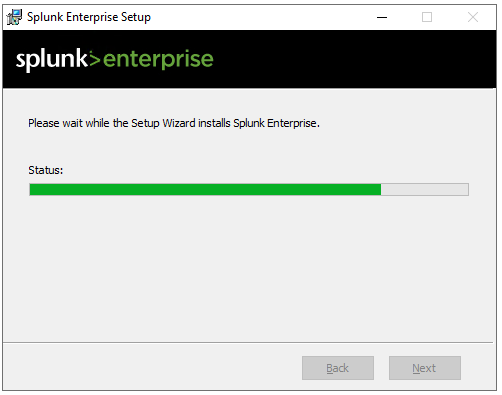 Splunk Enterprise Setup
splunk>enterprise
Please wait while the Setup Wizard installs Splunk Enterprise.
Status:
Back Next